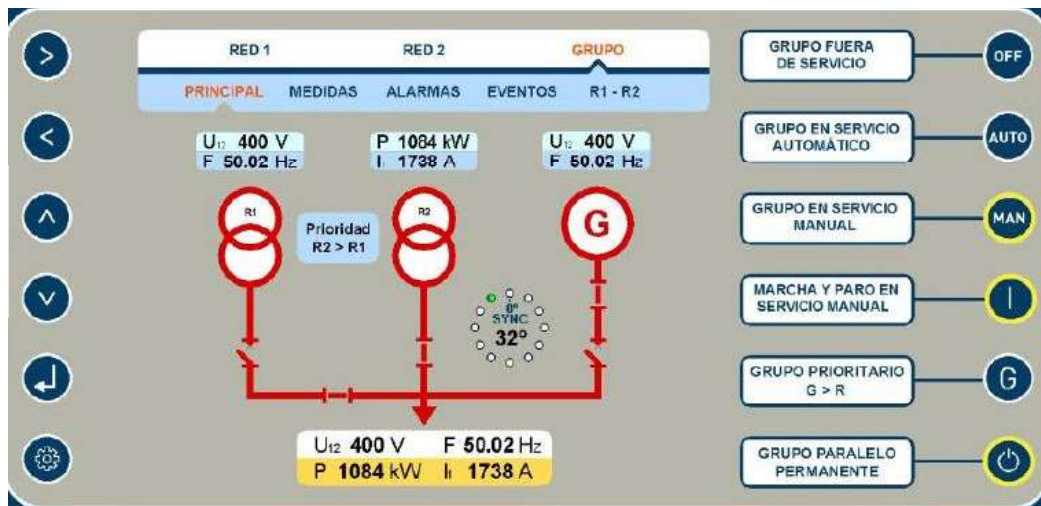 RED 1 RED 2 GRUPO
PRINCIPAL MEDIDAS ALARMAS EVENTOS R1 - R2
U12 400 V
F 50.02 Hz
P 1084 kW
I 1738 A
U12 400 V
F 50.02 Hz
R1
Prioridad
R2 > R1
R2
G
0°
SYNC
32°
U12 400 V F 50.02 Hz
P 1084 kW I 1738 A
GRUPO FUERA
DE SERVICIO
OFF
GRUPO EN SERVICIO
AUTOMÁTICO
AUTO
GRUPO EN SERVICIO
MANUAL
MAN
MARCHA Y PARO EN
SERVICIO MANUAL
I
GRUPO PRIORITARIO
G > R
G
GRUPO PARALELO
PERMANENTE